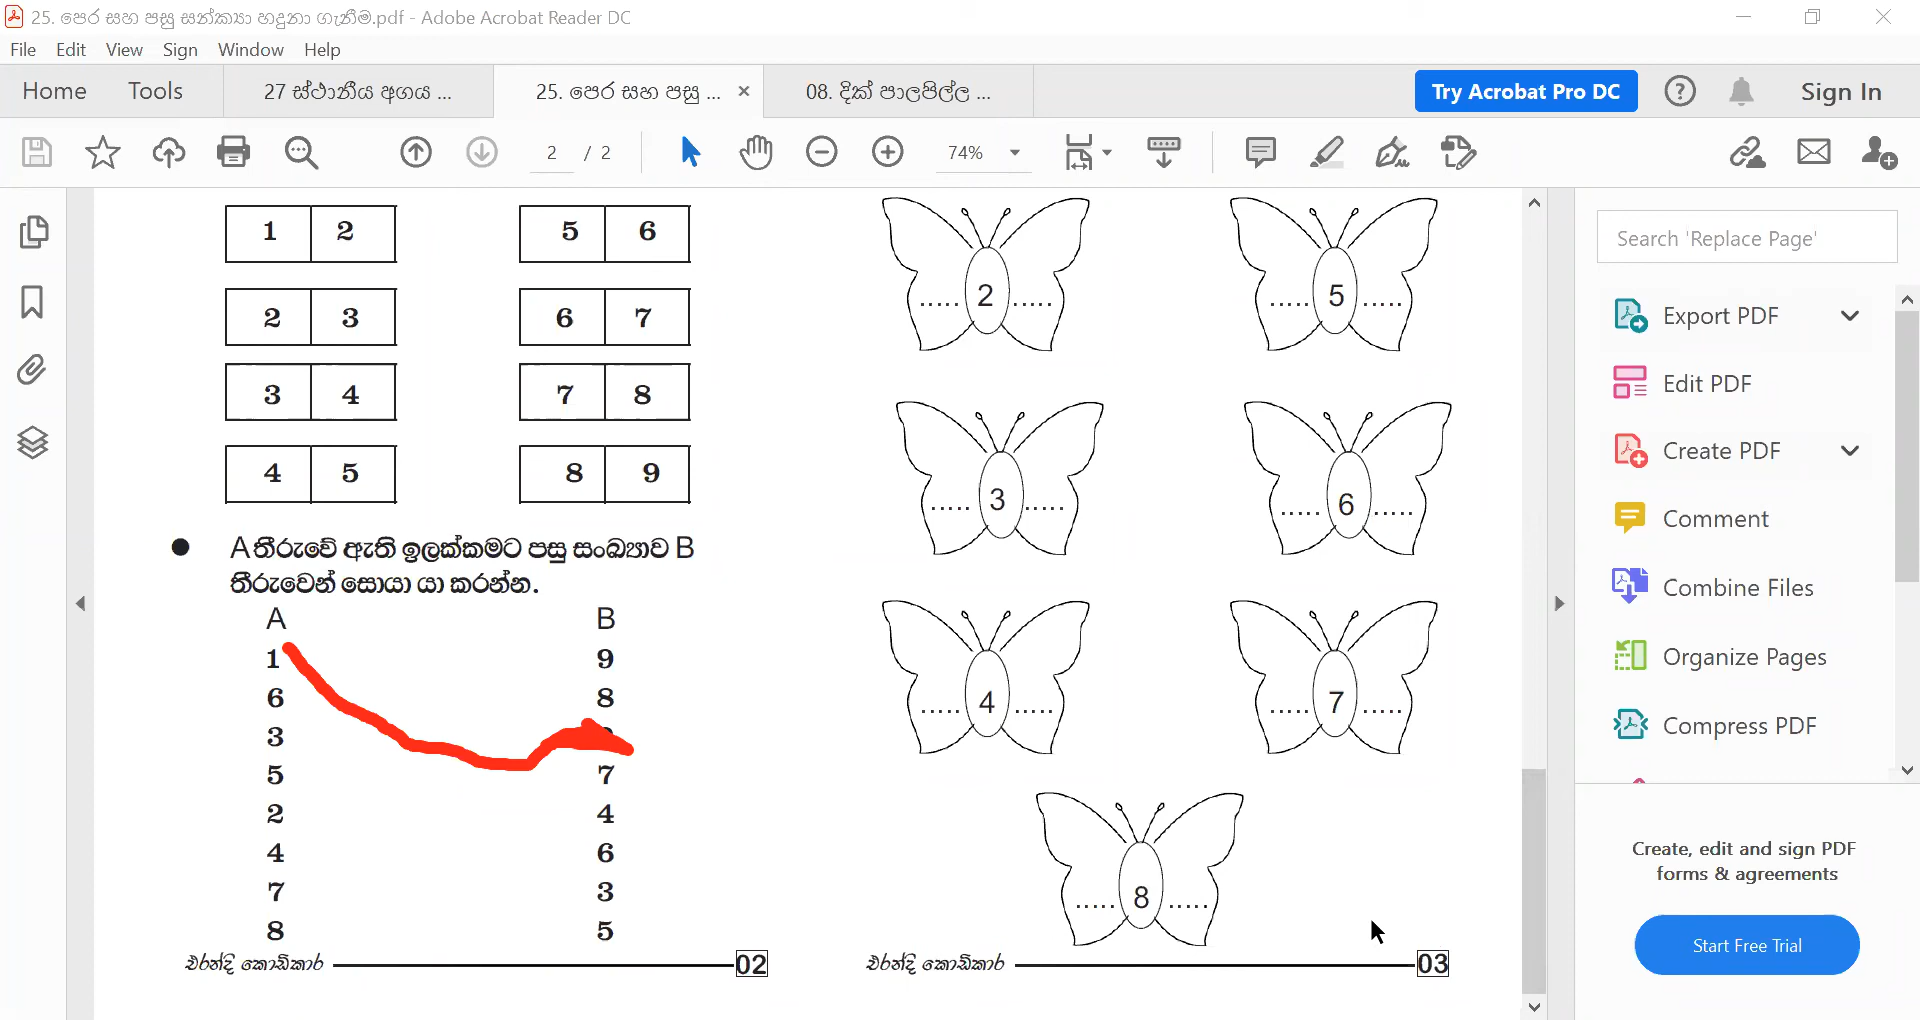 25. පෙර සහ පසු සන්ක්‍යා හදුනා ගැනීම.pdf - Adobe Acrobat Reader DC
File Edit View Sign Window Help
Home Tools 27 ස්ථානීය අගය ... 25. පෙර සහ පසු ... × 08. දික් පාලපිල්ල ... Try Acrobat Pro DC Sign In
2 / 2 74%
1 2 5 6
2 3 6 7
3 4 7 8
4 5 8 9
A තීරුවේ ඇති ඉලක්කමට පසු සංඛ්‍යාව B
තීරුවෙන් සොයා යා කරන්න.
A B
1 9
6 8
3
5 7
2 4
4 6
7 3
8 5
එරන්දි කොඩිකාර 02
..... 2 ..... ..... 5 .....
..... 3 ..... ..... 6 .....
..... 4 ..... ..... 7 .....
..... 8 .....
එරන්දි කොඩිකාර 03
Search 'Replace Page'
Export PDF
Edit PDF
Create PDF
Comment
Combine Files
Organize Pages
Compress PDF
Create, edit and sign PDF
forms & agreements
Start Free Trial